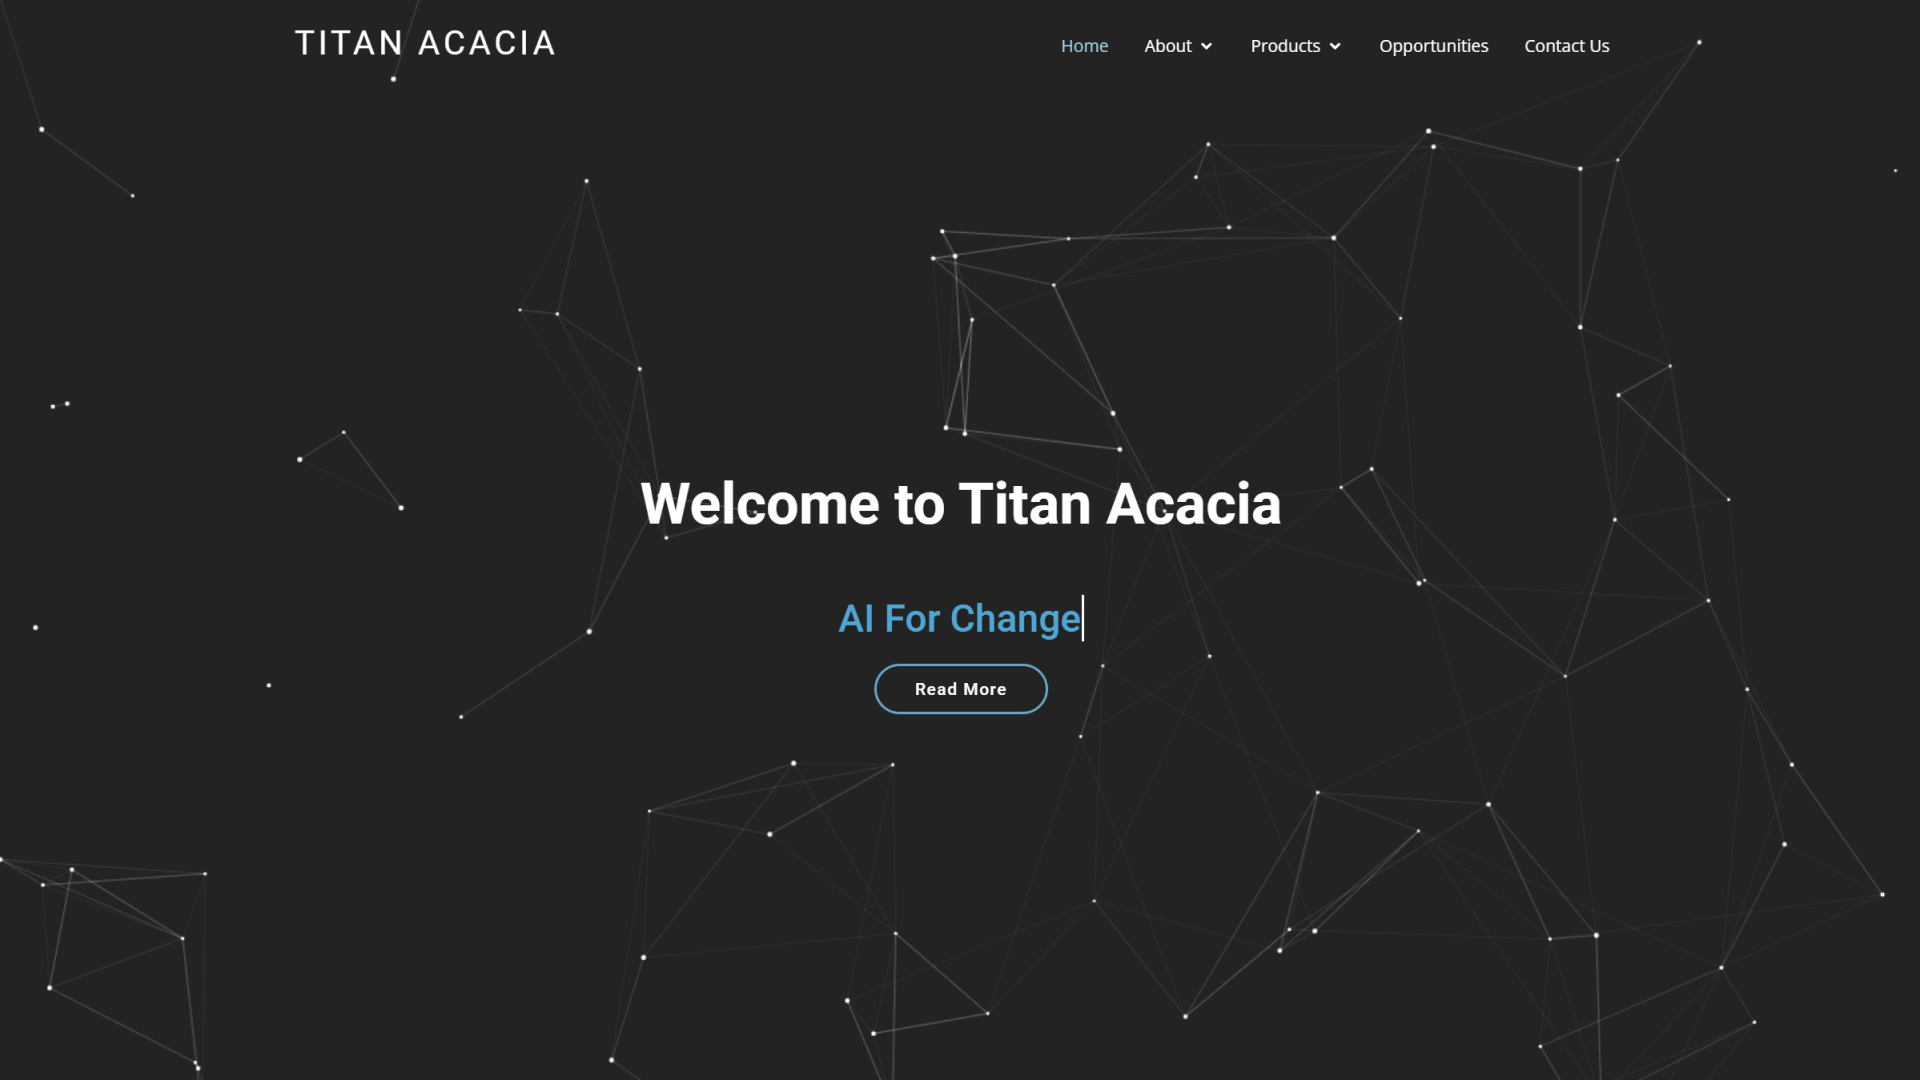 TITAN ACACIA
Home About Products Opportunities Contact Us
Welcome to Titan Acacia
AI For Change
Read More